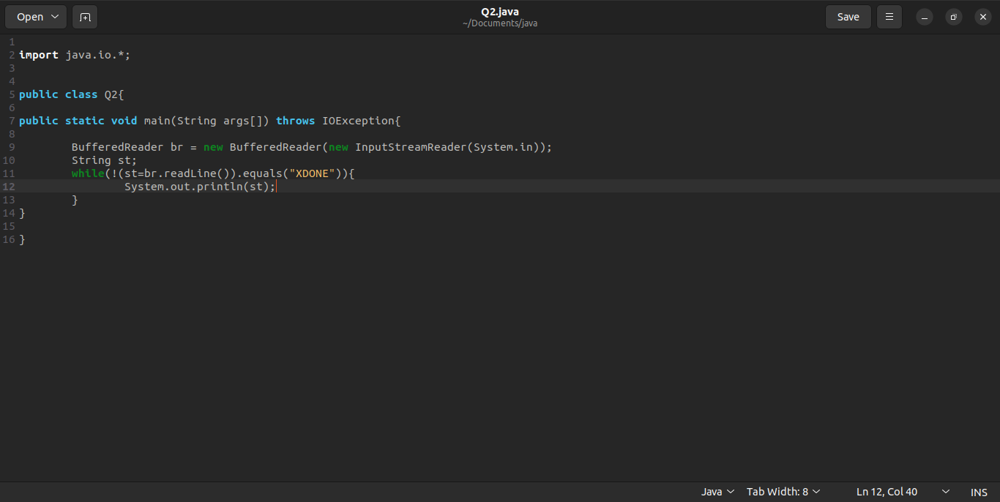 Open
Q2.java
~/Documents/java
Save
1
2 import java.io.*;
3
4
5 public class Q2{
6
7 public static void main(String args[]) throws IOException{
8
9         BufferedReader br = new BufferedReader(new InputStreamReader(System.in));
10         String st;
11         while(!(st=br.readLine()).equals("XDONE")){
12                 System.out.println(st);
13         }
14 }
15
16 }
Java Tab Width: 8 Ln 12, Col 40 INS